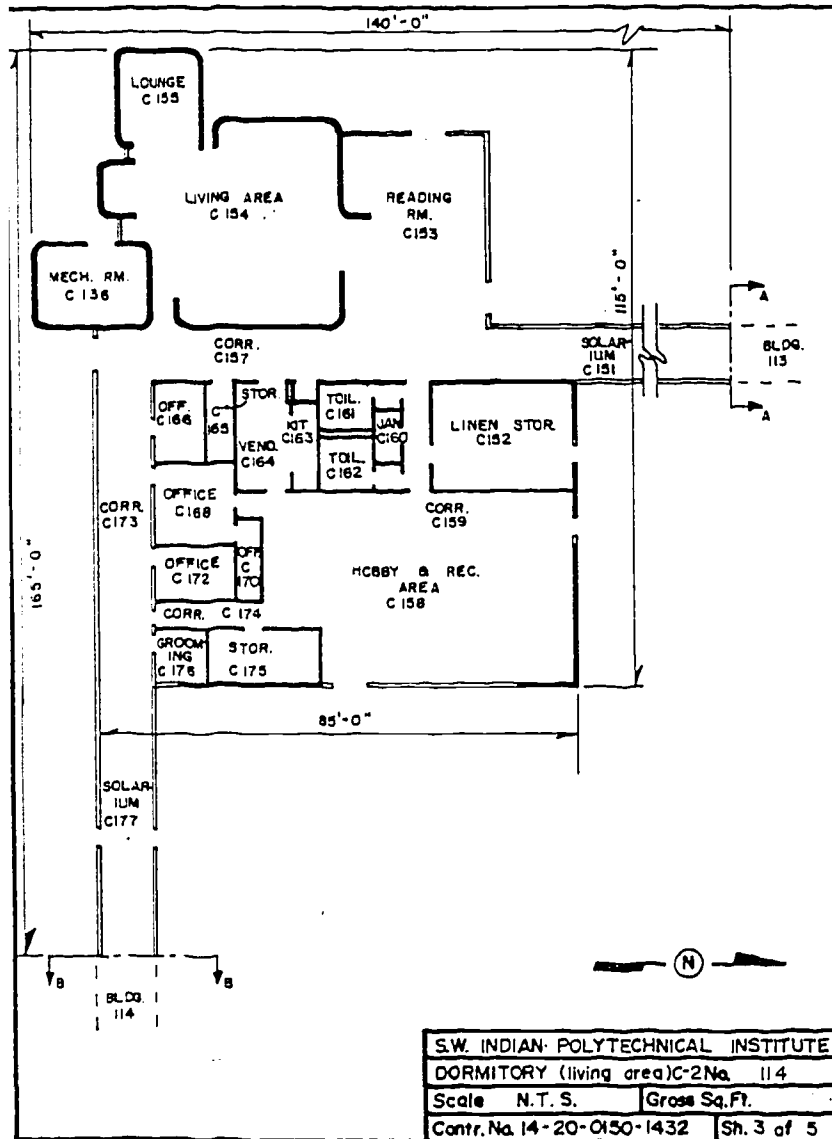 140'-0"
LOUNGE
C 155
LIVING AREA
C 154
READING
RM.
C153
MECH. RM.
C 136
115'-0"
A
CORR.
C157
SOLAR-
IUM
C 151
BLDG.
113
A
OFF.
C166
C
165
STOR.
VEND.
C164
KIT
C163
TOIL.
C161
TOIL.
C162
JAN
C160
LINEN STOR.
C152
CORR.
C173
OFFICE
C168
CORR.
C159
165'-0"
OFFICE
C 172
OFF.
C
170
HOBBY & REC.
AREA
C 158
CORR. C 174
GROOM
ING
C 176
STOR.
C 175
85'-0"
SOLAR-
IUM
C177
B
B
BLDG.
114
N
S.W. INDIAN POLYTECHNICAL INSTITUTE
DORMITORY (living area)C-2No. 114
Scale N.T.S. Gross Sq.Ft.
Contr. No. 14-20-0150-1432 Sh. 3 of 5